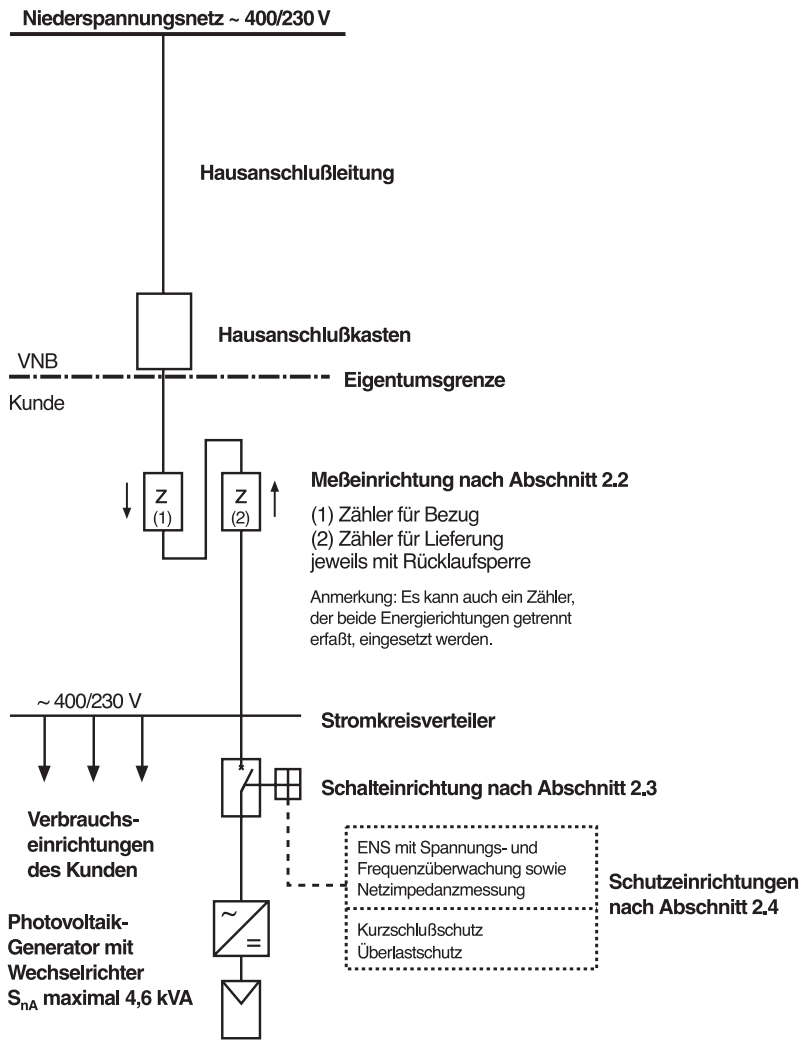 Niederspannungsnetz ~ 400/230 V
Hausanschlußleitung
Hausanschlußkasten
VNB
Eigentumsgrenze
Kunde
Z
(1)
Z
(2)
Meßeinrichtung nach Abschnitt 2.2
(1) Zähler für Bezug
(2) Zähler für Lieferung
jeweils mit Rücklaufsperre
Anmerkung: Es kann auch ein Zähler,
der beide Energierichtungen getrennt
erfaßt, eingesetzt werden.
~ 400/230 V
Stromkreisverteiler
Schalteinrichtung nach Abschnitt 2.3
Verbrauchs-
einrichtungen
des Kunden
ENS mit Spannungs- und
Frequenzüberwachung sowie
Netzimpedanzmessung
Kurzschlußschutz
Überlastschutz
Schutzeinrichtungen
nach Abschnitt 2.4
Photovoltaik-
Generator mit
Wechselrichter
SnA maximal 4,6 kVA
~
=